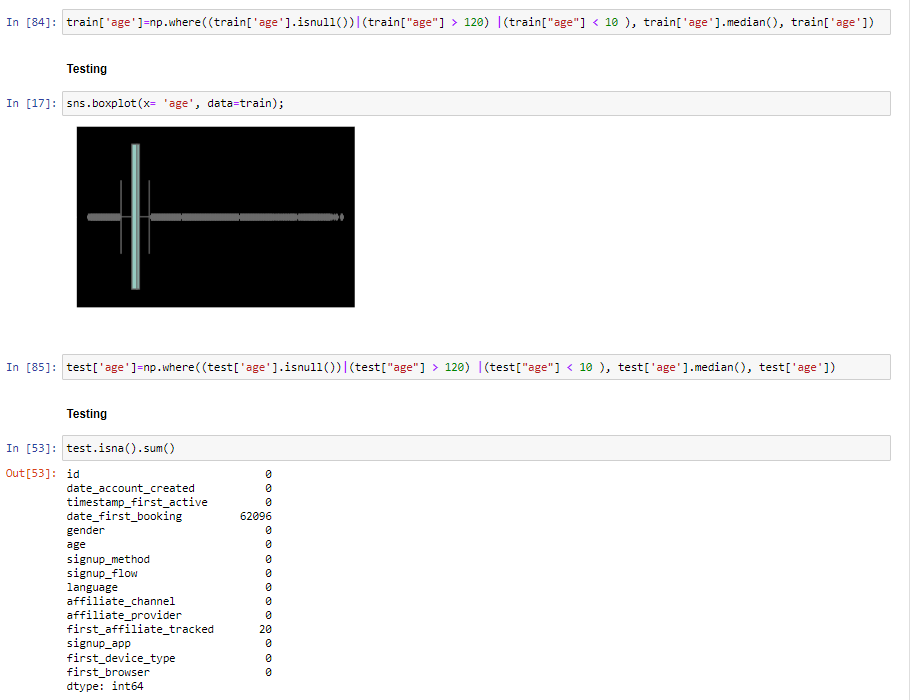 In [84]: train['age']=np.where((train['age'].isnull())|(train["age"] > 120) |(train["age"] < 10 ), train['age'].median(), train['age'])
Testing
In [17]: sns.boxplot(x= 'age', data=train);
In [85]: test['age']=np.where((test['age'].isnull())|(test["age"] > 120) |(test["age"] < 10 ), test['age'].median(), test['age'])
Testing
In [53]: test.isna().sum()
Out[53]: id 0
date_account_created 0
timestamp_first_active 0
date_first_booking 62096
gender 0
age 0
signup_method 0
signup_flow 0
language 0
affiliate_channel 0
affiliate_provider 0
first_affiliate_tracked 20
signup_app 0
first_device_type 0
first_browser 0
dtype: int64